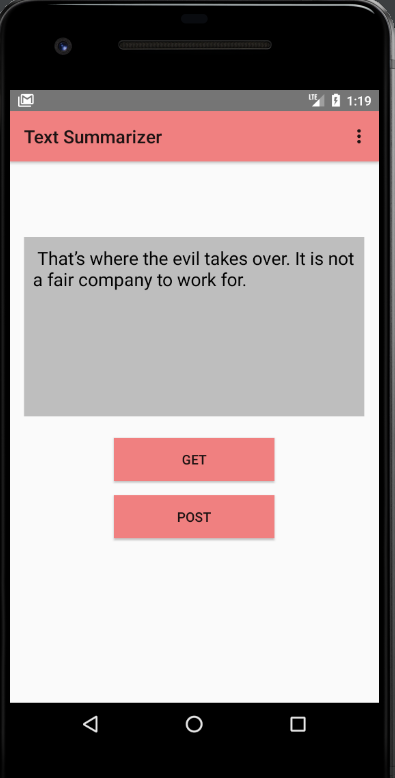 LTE 1:19
Text Summarizer
That's where the evil takes over. It is not
a fair company to work for.
GET
POST